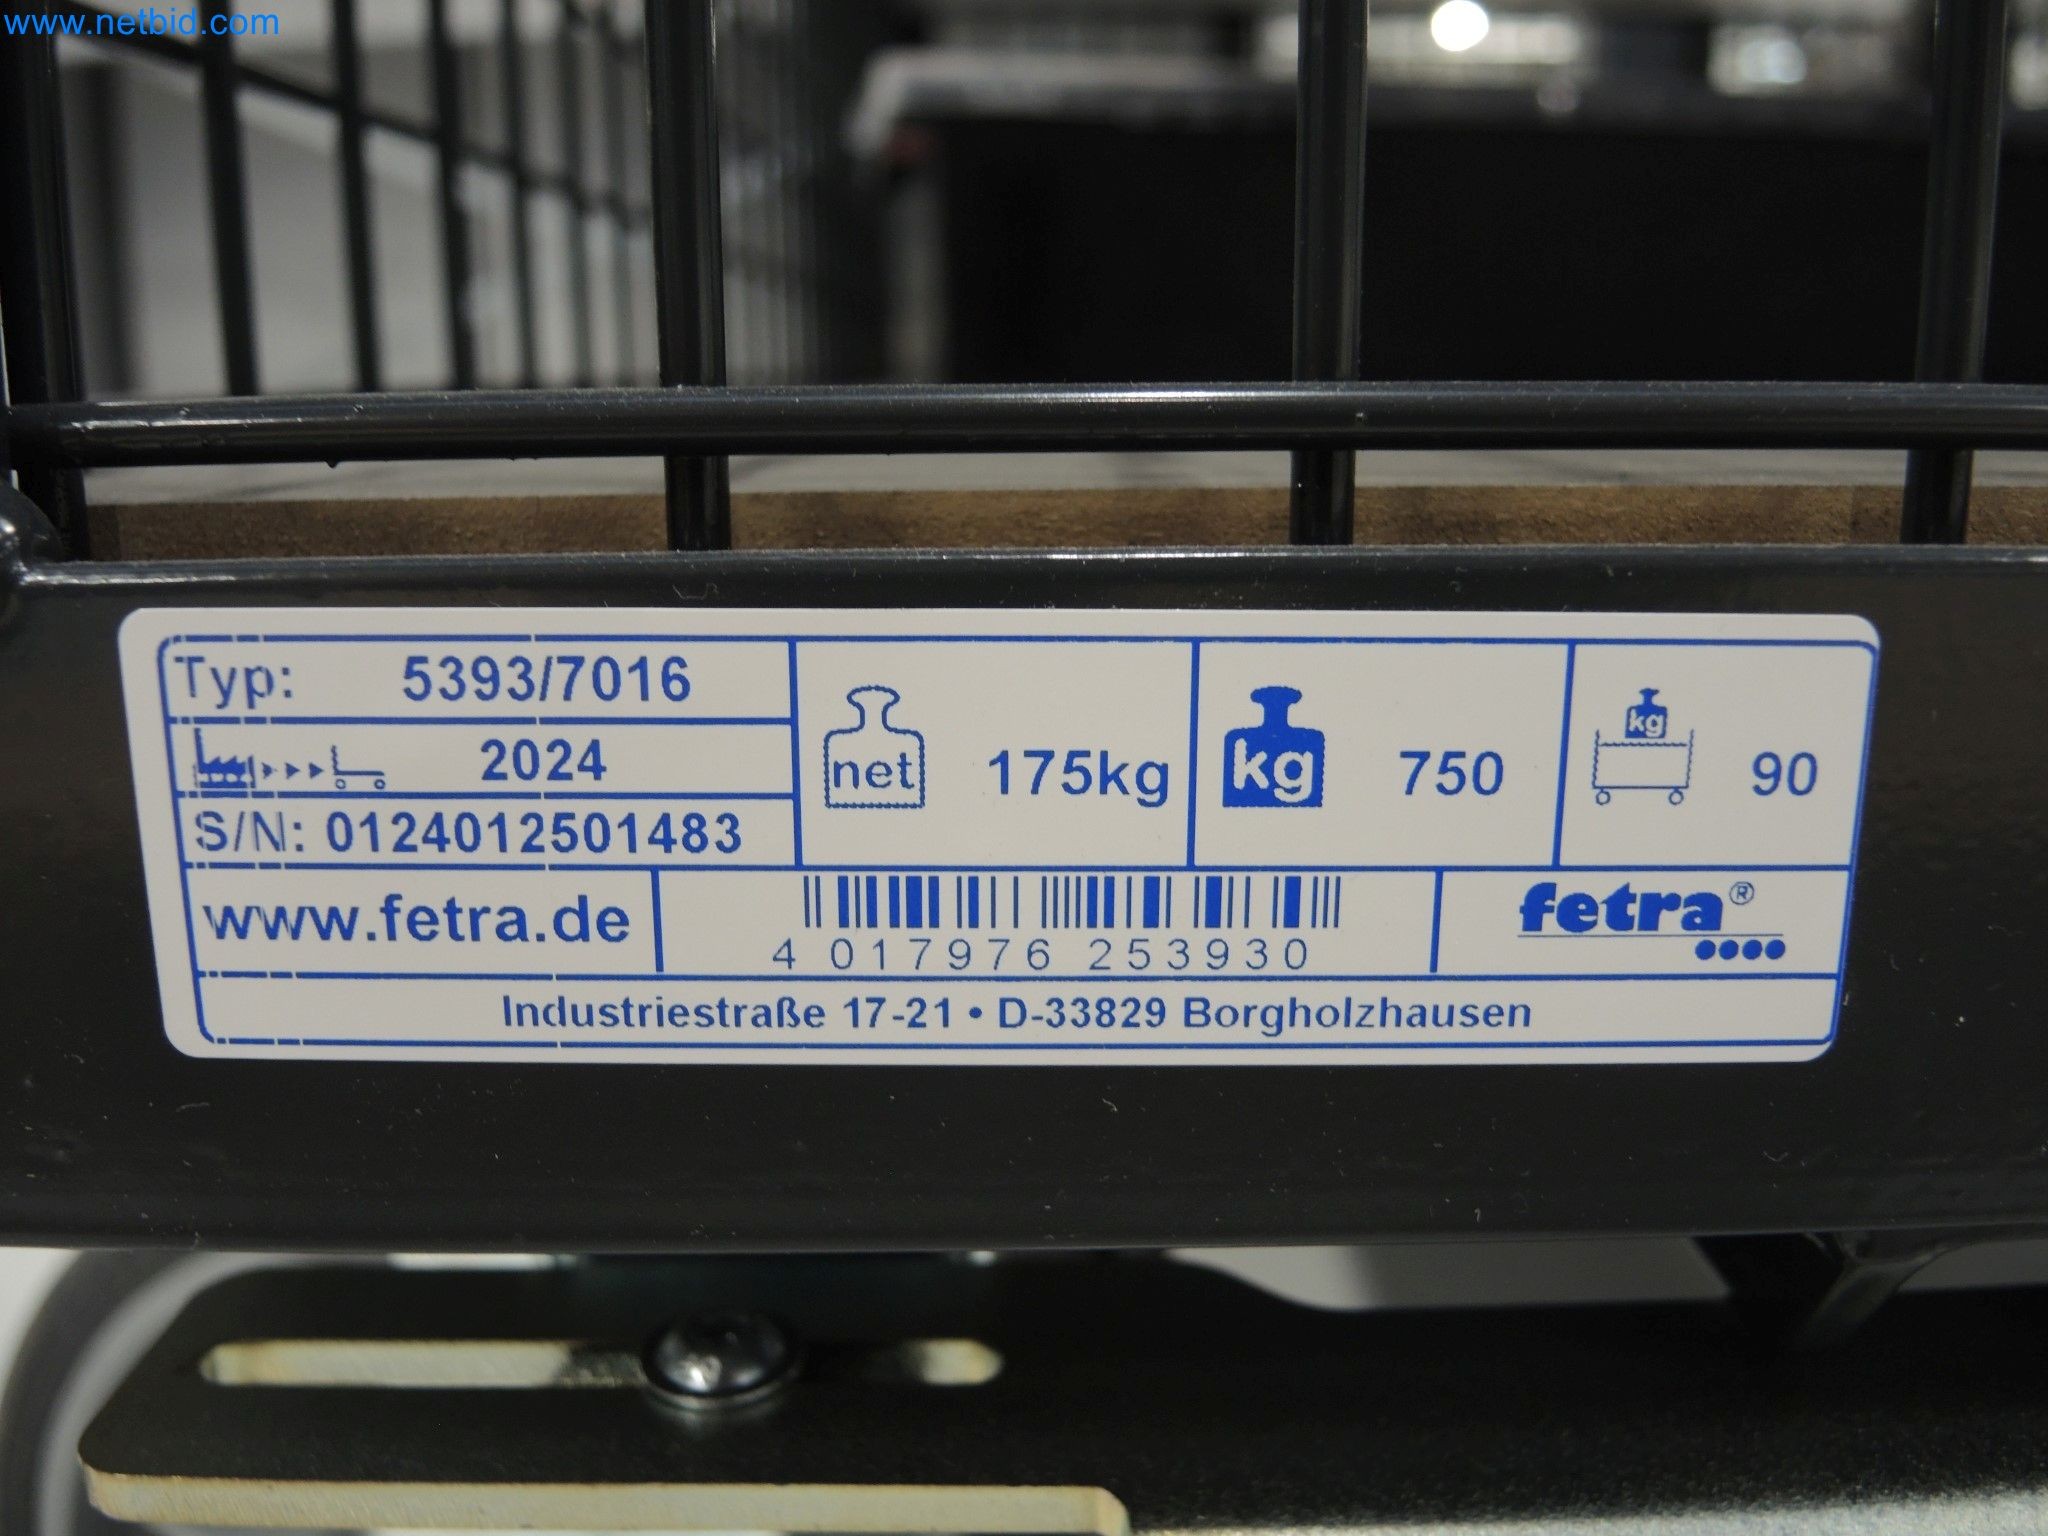 www.netbid.com
Typ: 5393/7016
2024
S/N: 0124012501483
net 175kg
kg 750
kg 90
www.fetra.de
4 017976 253930
fetra®
Industriestraße 17-21 • D-33829 Borgholzhausen